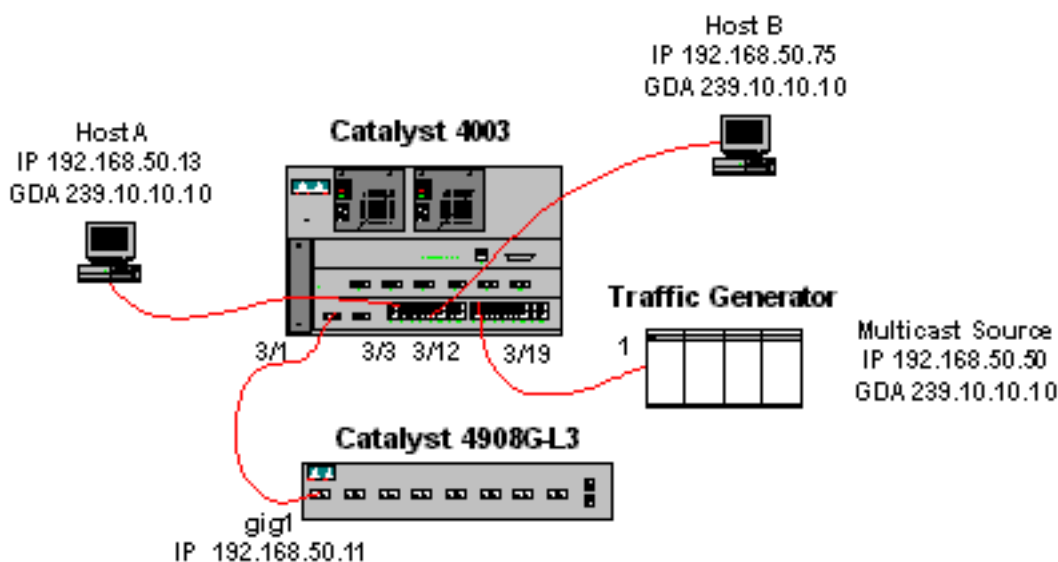 Host B
IP 192.168.50.75
GDA 239.10.10.10
Host A
IP 192.168.50.13
GDA 239.10.10.10
Catalyst 4003
Traffic Generator
Multicast Source
IP 192.168.50.50
GDA 239.10.10.10
1
3/1
3/3
3/12
3/19
Catalyst 4908G-L3
gig1
IP 192.168.50.11